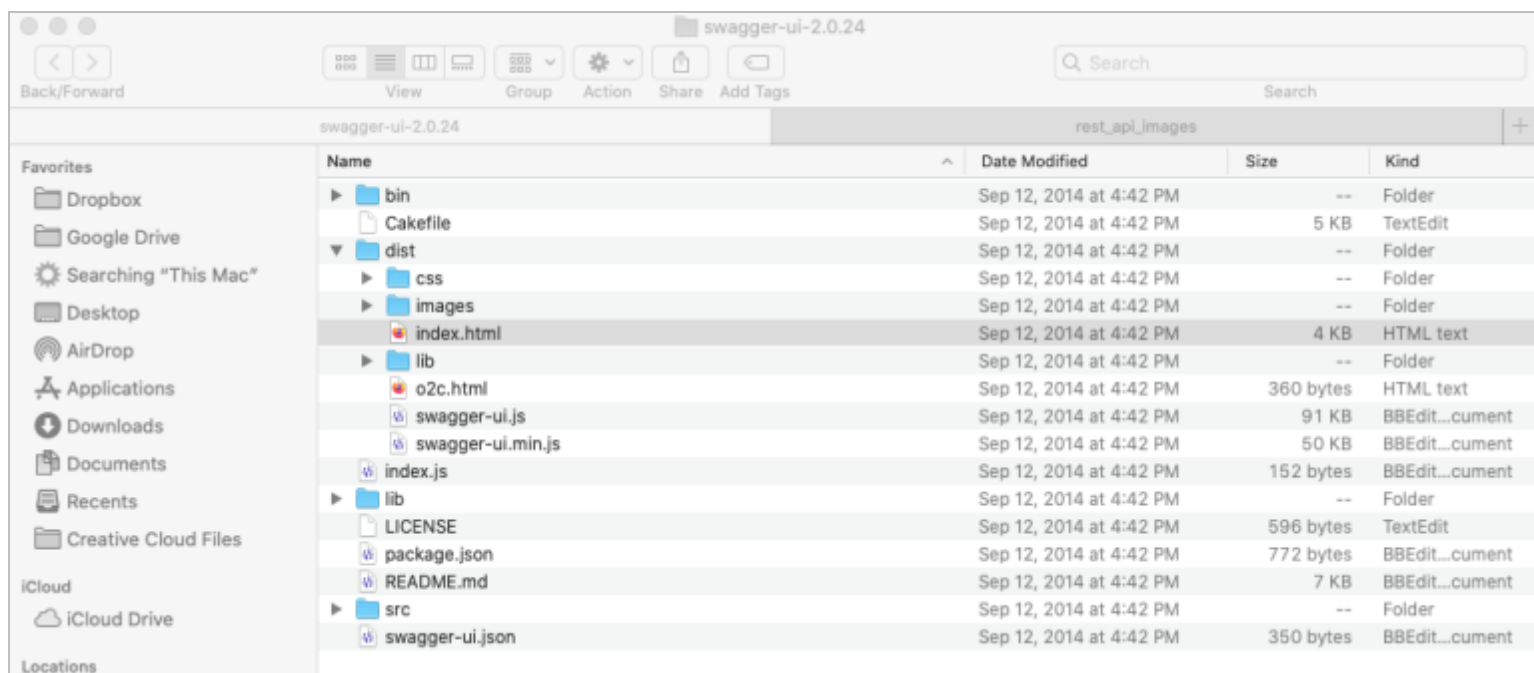 swagger-ui-2.0.24
Search
Back/Forward View Group Action Share Add Tags Search
swagger-ui-2.0.24 rest_api_images +
Favorites
Dropbox
Google Drive
Searching “This Mac”
Desktop
AirDrop
Applications
Downloads
Documents
Recents
Creative Cloud Files
iCloud
iCloud Drive
Locations
Name Date Modified Size Kind
bin Sep 12, 2014 at 4:42 PM -- Folder
Cakefile Sep 12, 2014 at 4:42 PM 5 KB TextEdit
dist Sep 12, 2014 at 4:42 PM -- Folder
css Sep 12, 2014 at 4:42 PM -- Folder
images Sep 12, 2014 at 4:42 PM -- Folder
index.html Sep 12, 2014 at 4:42 PM 4 KB HTML text
lib Sep 12, 2014 at 4:42 PM -- Folder
o2c.html Sep 12, 2014 at 4:42 PM 360 bytes HTML text
swagger-ui.js Sep 12, 2014 at 4:42 PM 91 KB BBEdit...cument
swagger-ui.min.js Sep 12, 2014 at 4:42 PM 50 KB BBEdit...cument
index.js Sep 12, 2014 at 4:42 PM 152 bytes BBEdit...cument
lib Sep 12, 2014 at 4:42 PM -- Folder
LICENSE Sep 12, 2014 at 4:42 PM 596 bytes TextEdit
package.json Sep 12, 2014 at 4:42 PM 772 bytes BBEdit...cument
README.md Sep 12, 2014 at 4:42 PM 7 KB BBEdit...cument
src Sep 12, 2014 at 4:42 PM -- Folder
swagger-ui.json Sep 12, 2014 at 4:42 PM 350 bytes BBEdit...cument